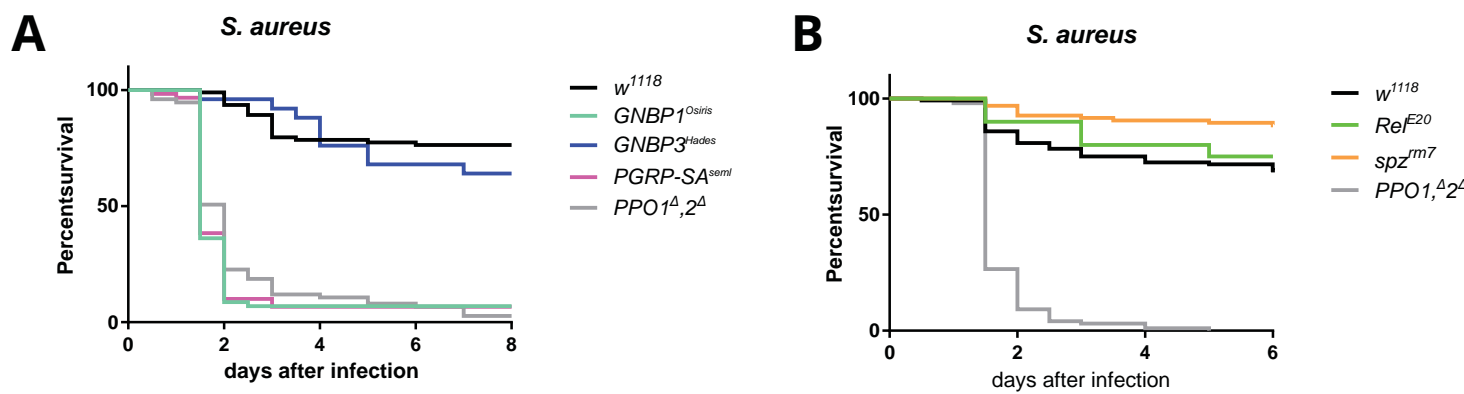 A
S. aureus
Percentsurvival
100
50
0
0 2 4 6 8
days after infection
w1118
GNBP1Osiris
GNBP3Hades
PGRP-SAseml
PPO1Δ,2Δ
B
S. aureus
Percentsurvival
100
50
0
0 2 4 6
days after infection
w1118
RelE20
spzrm7
PPO1,Δ2Δ